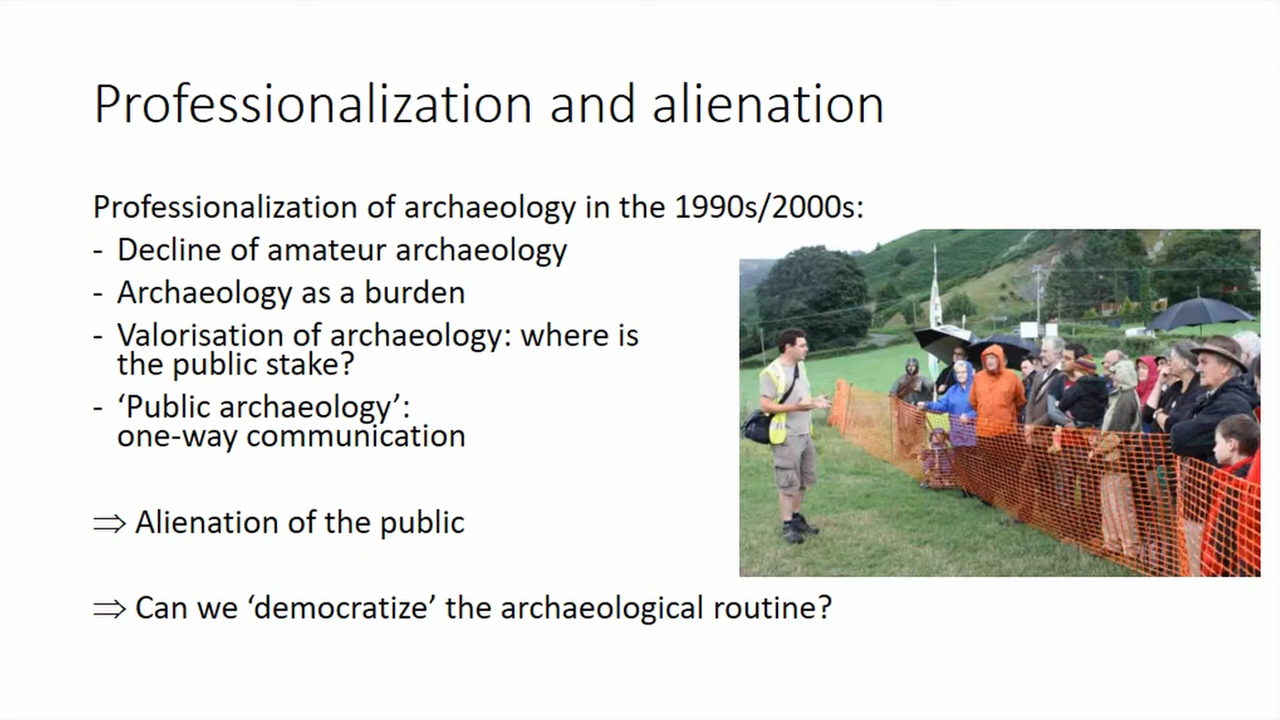 Professionalization and alienation
Professionalization of archaeology in the 1990s/2000s:
- Decline of amateur archaeology
- Archaeology as a burden
- Valorisation of archaeology: where is
the public stake?
- ‘Public archaeology’:
one-way communication
⇒ Alienation of the public
⇒ Can we ‘democratize’ the archaeological routine?